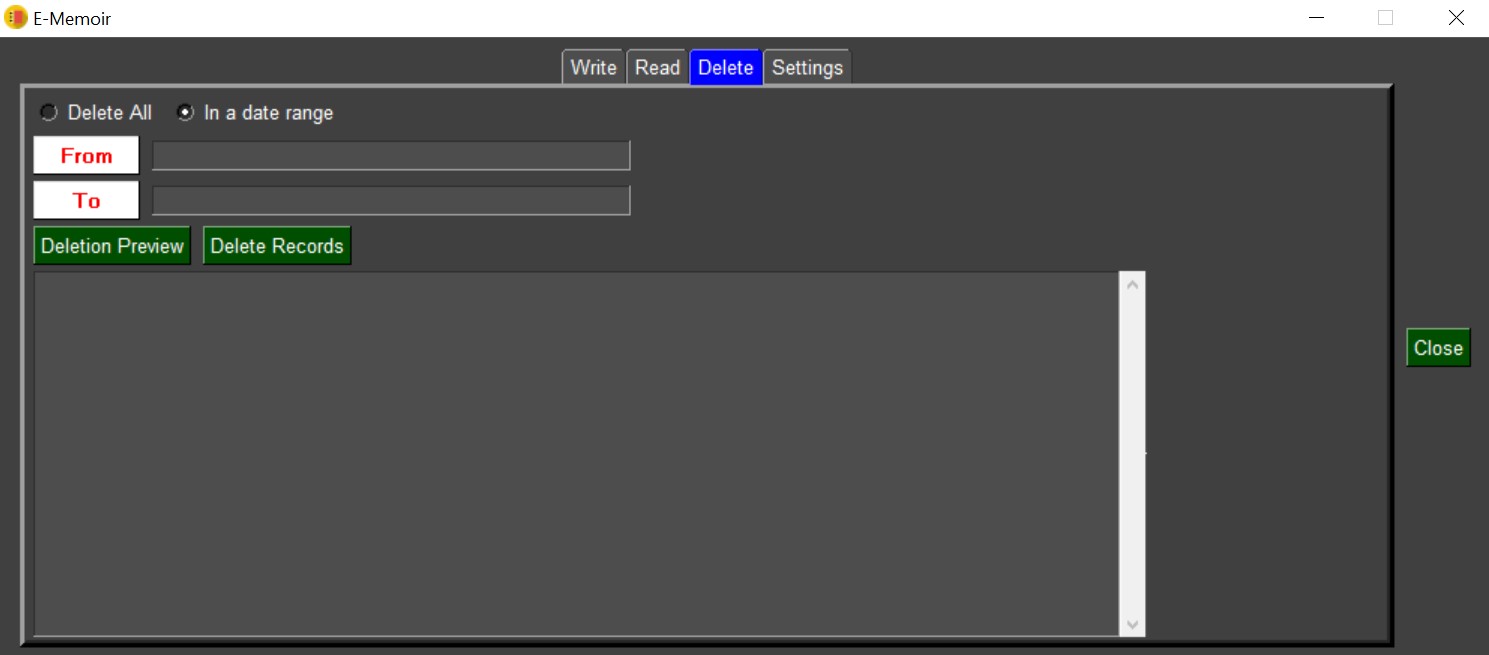 E-Memoir
Write Read Delete Settings
Delete All In a date range
From
To
Deletion Preview Delete Records
Close